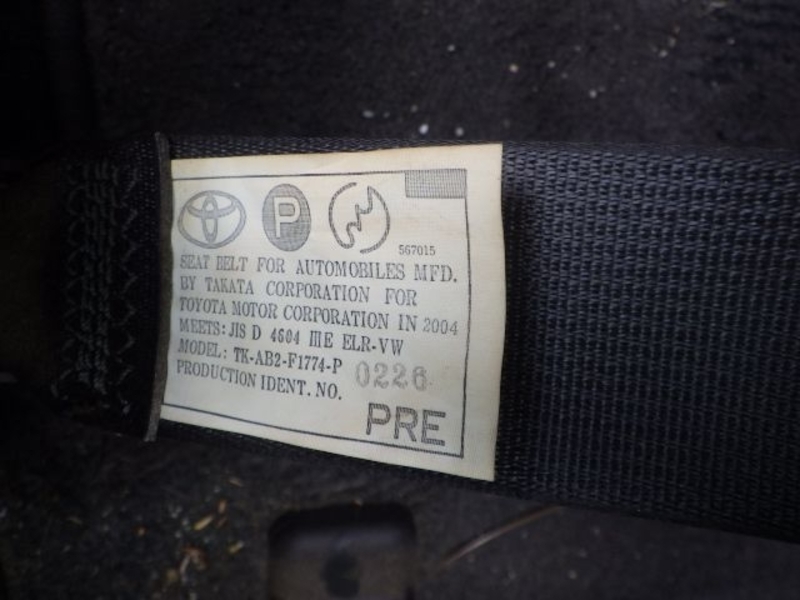 P
567015
SEAT BELT FOR AUTOMOBILES MFD.
BY TAKATA CORPORATION FOR
TOYOTA MOTOR CORPORATION IN 2004
MEETS: JIS D 4604 IIIE ELR-VW
MODEL: TK-AB2-F1774-P
PRODUCTION IDENT. NO. 0226
PRE